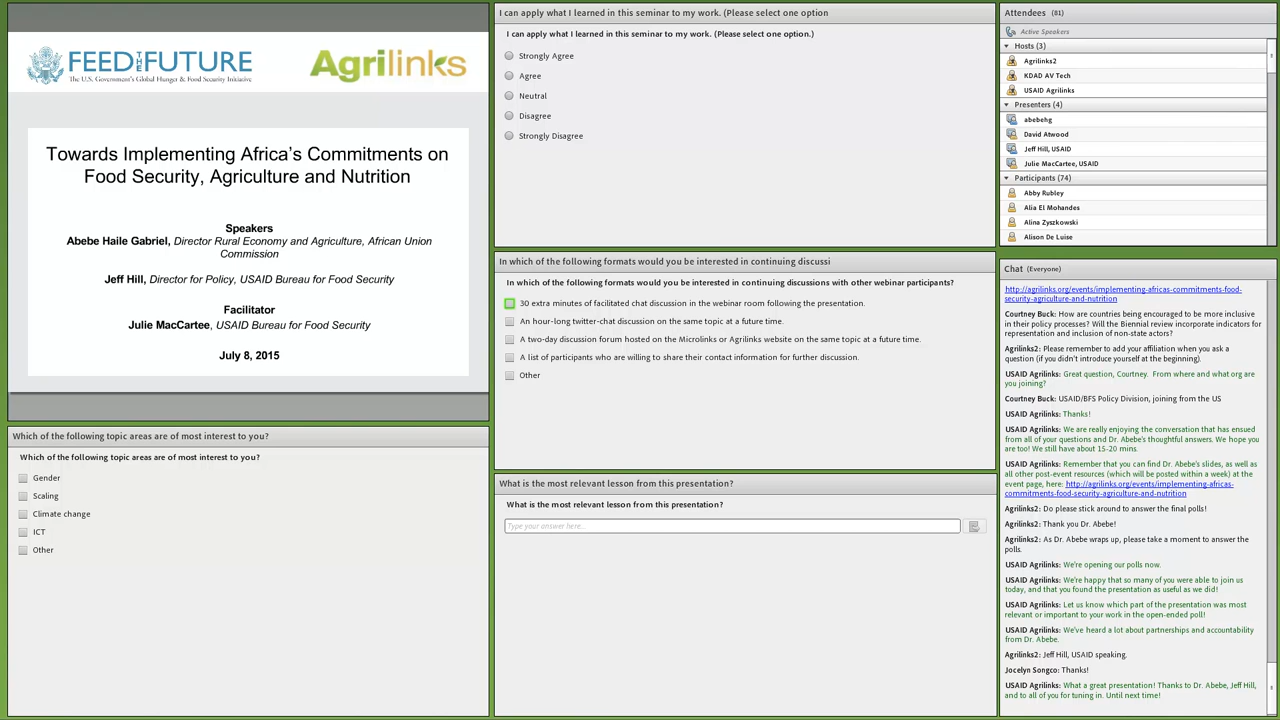 FEED THE FUTURE
The U.S. Government's Global Hunger & Food Security Initiative
Agrilinks
Towards Implementing Africa's Commitments on
Food Security, Agriculture and Nutrition
Speakers
Abebe Haile Gabriel, Director Rural Economy and Agriculture, African Union
Commission
Jeff Hill, Director for Policy, USAID Bureau for Food Security
Facilitator
Julie MacCartee, USAID Bureau for Food Security
July 8, 2015
Which of the following topic areas are of most interest to you?
Which of the following topic areas are of most interest to you?
Gender
Scaling
Climate change
ICT
Other
I can apply what I learned in this seminar to my work. (Please select one option
I can apply what I learned in this seminar to my work. (Please select one option.)
Strongly Agree
Agree
Neutral
Disagree
Strongly Disagree
In which of the following formats would you be interested in continuing discussi
In which of the following formats would you be interested in continuing discussions with other webinar participants?
30 extra minutes of facilitated chat discussion in the webinar room following the presentation.
An hour-long twitter-chat discussion on the same topic at a future time.
A two-day discussion forum hosted on the Microlinks or Agrilinks website on the same topic at a future time.
A list of participants who are willing to share their contact information for further discussion.
Other
What is the most relevant lesson from this presentation?
What is the most relevant lesson from this presentation?
Type your answer here...
Attendees (81)
Active Speakers
Hosts (3)
Agrilinks2
KDAD AV Tech
USAID Agrilinks
Presenters (4)
abebehg
David Atwood
Jeff Hill, USAID
Julie MacCartee, USAID
Participants (74)
Abby Rubley
Alia El Mohandes
Alina Zyszkowski
Alison De Luise
Chat (Everyone)
http://agrilinks.org/events/implementing-africas-commitments-food-
security-agriculture-and-nutrition
Courtney Buck: How are countries being encouraged to be more inclusive
in their policy processes? Will the Biennial review incorporate indicators for
representation and inclusion of non-state actors?
Agrilinks2: Please remember to add your affiliation when you ask a
question (if you didn't introduce yourself at the beginning).
USAID Agrilinks: Great question, Courtney. From where and what org are
you joining?
Courtney Buck: USAID/BFS Policy Division, joining from the US
USAID Agrilinks: Thanks!
USAID Agrilinks: We are really enjoying the conversation that has ensued
from all of your questions and Dr. Abebe's thoughtful answers. We hope you
are too! We still have about 15-20 mins.
USAID Agrilinks: Remember that you can find Dr. Abebe's slides, as well as
all other post-event resources (which will be posted within a week) at the
event page, here: http://agrilinks.org/events/implementing-africas-
commitments-food-security-agriculture-and-nutrition
Agrilinks2: Do please stick around to answer the final polls!
Agrilinks2: Thank you Dr. Abebe!
Agrilinks2: As Dr. Abebe wraps up, please take a moment to answer the
polls.
USAID Agrilinks: We're opening our polls now.
USAID Agrilinks: We're happy that so many of you were able to join us
today, and that you found the presentation as useful as we did!
USAID Agrilinks: Let us know which part of the presentation was most
relevant or important to your work in the open-ended poll!
USAID Agrilinks: We've heard a lot about partnerships and accountability
from Dr. Abebe.
Agrilinks2: Jeff Hill, USAID speaking.
Jocelyn Songco: Thanks!
USAID Agrilinks: What a great presentation! Thanks to Dr. Abebe, Jeff Hill,
and to all of you for tuning in. Until next time!